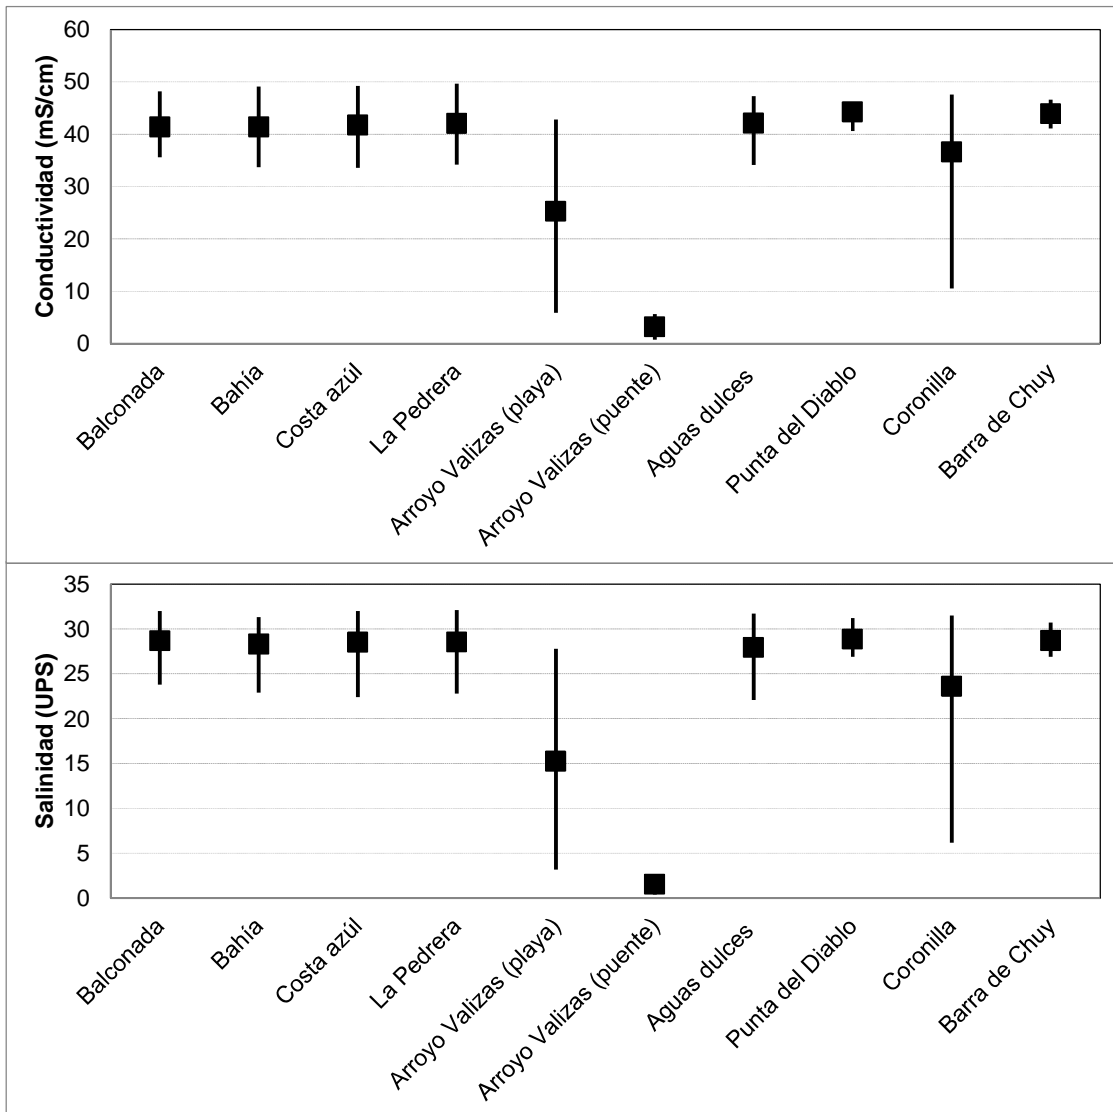 60
50
40
30
20
10
0
Conductividad (mS/cm)
Balconada
Bahía
Costa azúl
La Pedrera
Arroyo Valizas (playa)
Arroyo Valizas (puente)
Aguas dulces
Punta del Diablo
Coronilla
Barra de Chuy
35
30
25
20
15
10
5
0
Salinidad (UPS)
Balconada
Bahía
Costa azúl
La Pedrera
Arroyo Valizas (playa)
Arroyo Valizas (puente)
Aguas dulces
Punta del Diablo
Coronilla
Barra de Chuy